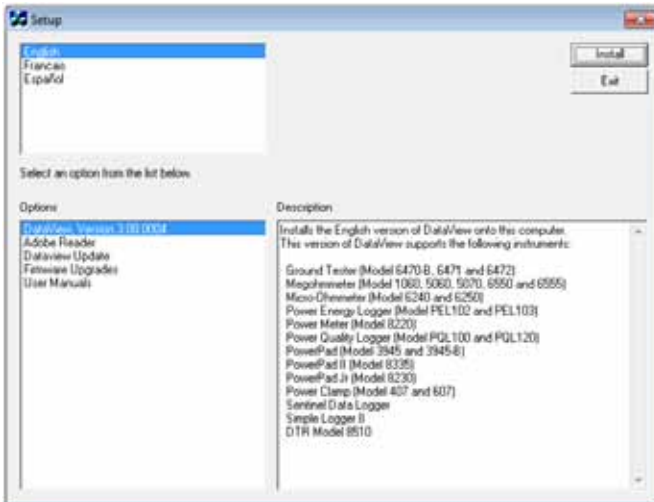 Setup
English
Francais
Español
Install
Exit
Select an option from the list below.
Options
Description
DataView, Version 3.00.0004
Adobe Reader
Dataview Update
Firmware Upgrades
User Manuals
Installs the English version of DataView onto this computer.
This version of DataView supports the following instruments:
Ground Tester (Model 6470-B, 6471 and 6472)
Megohmmeter (Model 1060, 5060, 5070, 6550 and 6555)
Micro-Ohmmeter (Model 6240 and 6250)
Power Energy Logger (Model PEL102 and PEL103)
Power Meter (Model 8220)
Power Quality Logger (Model PQL100 and PQL120)
PowerPad (Model 3945 and 3945-B)
PowerPad II (Model 8335)
PowerPad Jr (Model 8230)
Power Clamp (Model 407 and 607)
Sentinel Data Logger
Simple Logger II
DTR Model 8510